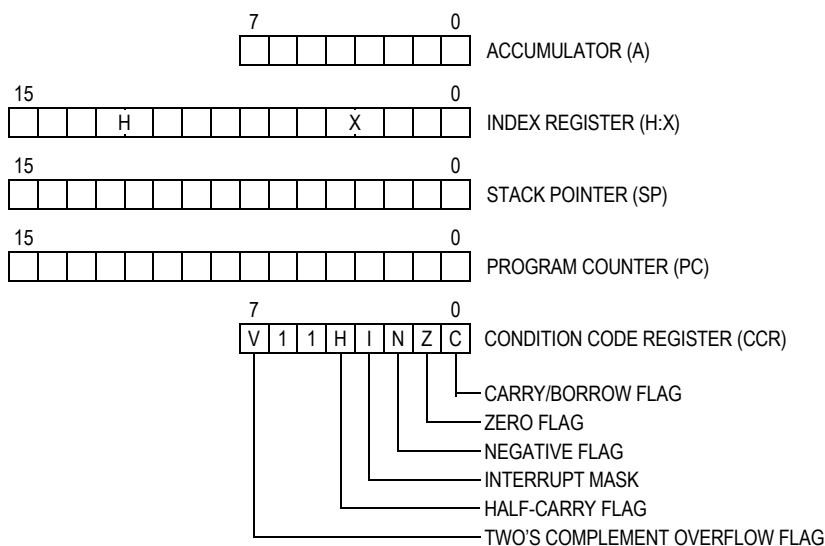 7 0
ACCUMULATOR (A)
15 0
H X INDEX REGISTER (H:X)
15 0
STACK POINTER (SP)
15 0
PROGRAM COUNTER (PC)
7 0
V 1 1 H I N Z C CONDITION CODE REGISTER (CCR)
CARRY/BORROW FLAG
ZERO FLAG
NEGATIVE FLAG
INTERRUPT MASK
HALF-CARRY FLAG
TWO'S COMPLEMENT OVERFLOW FLAG